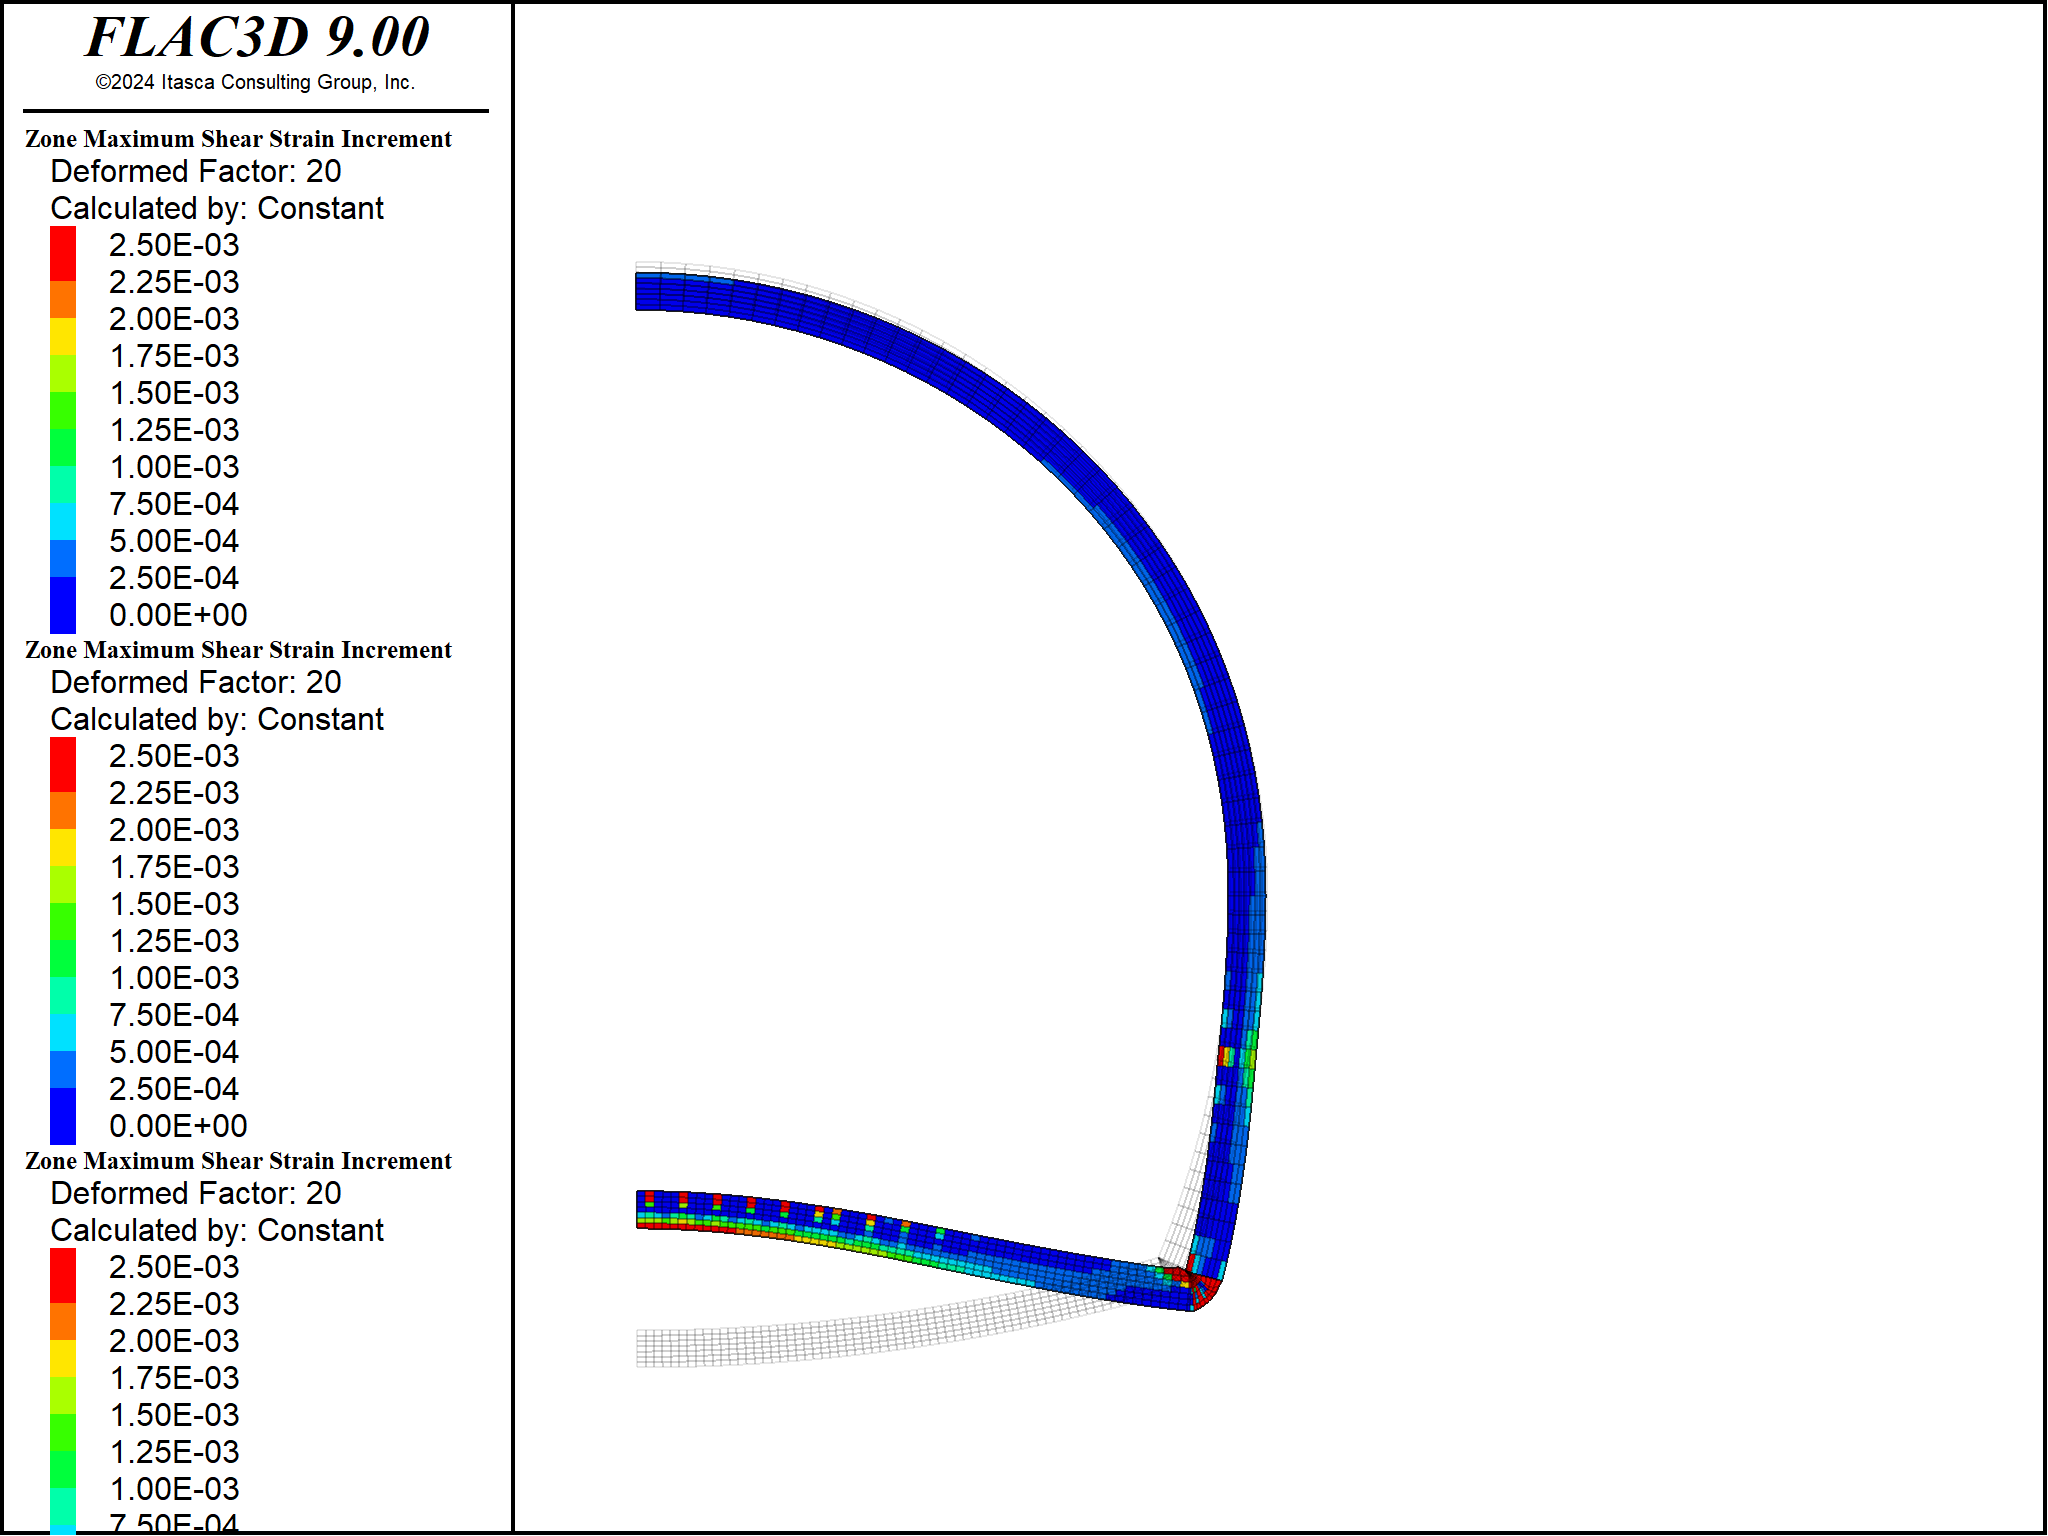 FLAC3D 9.00
©2024 Itasca Consulting Group, Inc.
Zone Maximum Shear Strain Increment
Deformed Factor: 20
Calculated by: Constant
2.50E-03
2.25E-03
2.00E-03
1.75E-03
1.50E-03
1.25E-03
1.00E-03
7.50E-04
5.00E-04
2.50E-04
0.00E+00
Zone Maximum Shear Strain Increment
Deformed Factor: 20
Calculated by: Constant
2.50E-03
2.25E-03
2.00E-03
1.75E-03
1.50E-03
1.25E-03
1.00E-03
7.50E-04
5.00E-04
2.50E-04
0.00E+00
Zone Maximum Shear Strain Increment
Deformed Factor: 20
Calculated by: Constant
2.50E-03
2.25E-03
2.00E-03
1.75E-03
1.50E-03
1.25E-03
1.00E-03
7.50E-04